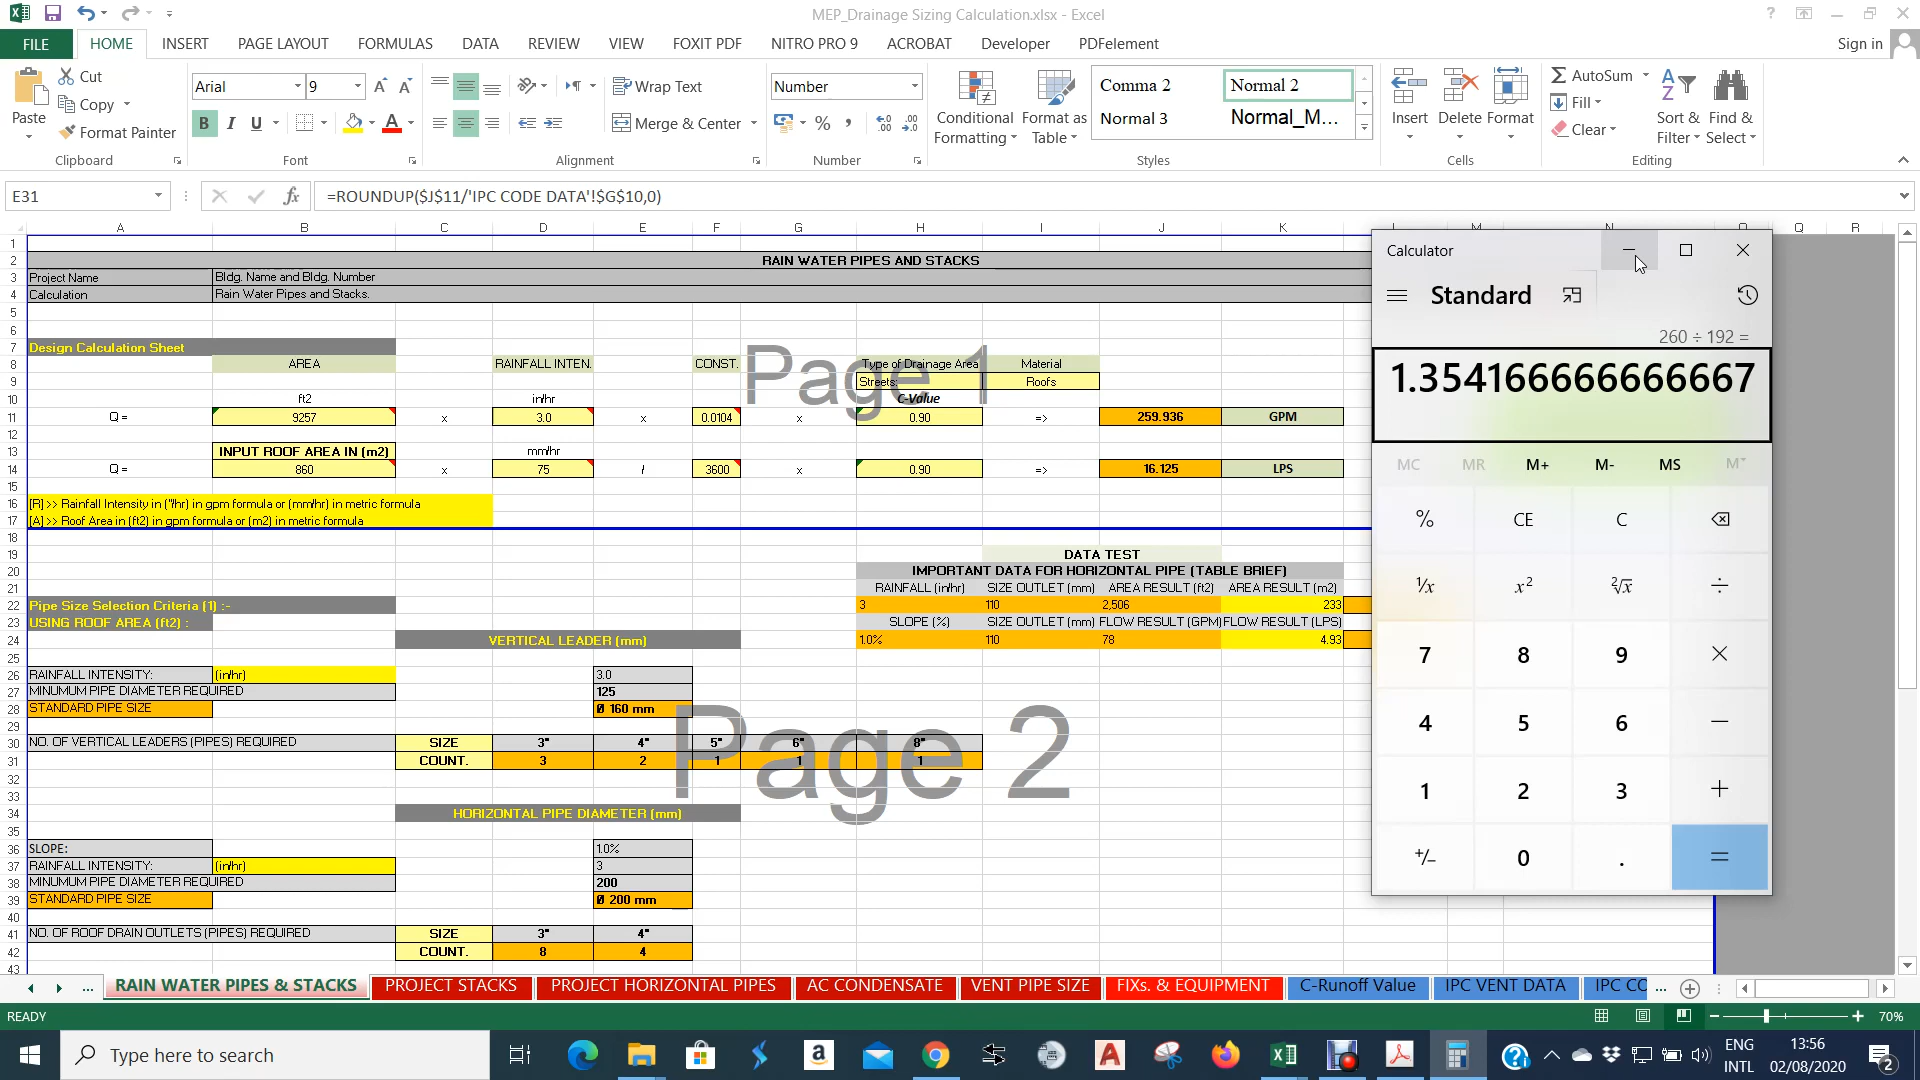 MEP_Drainage Sizing Calculation.xlsx - Excel
FILE HOME INSERT PAGE LAYOUT FORMULAS DATA REVIEW VIEW FOXIT PDF NITRO PRO 9 ACROBAT Developer PDFelement Sign in
Cut
Copy
Format Painter
Paste
Clipboard
Arial 9
B I U
Font
Wrap Text
Merge & Center
Alignment
Number
Number
Conditional Formatting
Format as Table
Comma 2 Normal 2
Normal 3 Normal_M...
Styles
Insert Delete Format
Cells
AutoSum
Fill
Clear
Sort & Filter
Find & Select
Editing
E31 =ROUNDUP($J$11/'IPC CODE DATA'!$G$10,0)
A B C D E F G H I J K L M N Q R
RAIN WATER PIPES AND STACKS
Project Name Bldg. Name and Bldg. Number
Calculation Rain Water Pipes and Stacks.
Design Calculation Sheet
AREA RAINFALL INTEN. CONST. Type of Drainage Area Material
Streets: Roofs
ft2 in/hr C-Value
Q = 9257 x 3.0 x 0.0104 x 0.90 => 259.936 GPM
INPUT ROOF AREA IN (m2) mm/hr
Q = 860 x 75 / 3600 x 0.90 => 16.125 LPS
[R] >> Rainfall Intensity in ("/hr) in gpm formula or (mm/hr) in metric formula
[A] >> Roof Area in (ft2) in gpm formula or (m2) in metric formula
Page 1
DATA TEST
IMPORTANT DATA FOR HORIZONTAL PIPE (TABLE BRIEF)
RAINFALL (in/hr) SIZE OUTLET (mm) AREA RESULT (ft2) AREA RESULT (m2)
3 110 2,506 233
SLOPE (%) SIZE OUTLET (mm) FLOW RESULT (GPM) FLOW RESULT (LPS)
1.0% 110 78 4.93
Pipe Size Selection Criteria (1) :-
USING ROOF AREA (ft2) :
VERTICAL LEADER (mm)
RAINFALL INTENSITY: (in/hr) 3.0
MINUMUM PIPE DIAMETER REQUIRED 125
STANDARD PIPE SIZE Ø 160 mm
NO. OF VERTICAL LEADERS (PIPES) REQUIRED SIZE 3" 4" 5" 6" 8"
COUNT. 3 2 1 1 1
Page 2
HORIZONTAL PIPE DIAMETER (mm)
SLOPE: 1.0%
RAINFALL INTENSITY: (in/hr) 3
MINUMUM PIPE DIAMETER REQUIRED 200
STANDARD PIPE SIZE Ø 200 mm
NO. OF ROOF DRAIN OUTLETS (PIPES) REQUIRED SIZE 3" 4"
COUNT. 8 4
Calculator
Standard
260 ÷ 192 =
1.354166666666667
MC MR M+ M- MS
% CE C
1/x x² ²√x ÷
7 8 9 ×
4 5 6 −
1 2 3 +
+/− 0 . =
RAIN WATER PIPES & STACKS PROJECT STACKS PROJECT HORIZONTAL PIPES AC CONDENSATE VENT PIPE SIZE FIXs. & EQUIPMENT C-Runoff Value IPC VENT DATA IPC CC
READY 70%
Type here to search
ENG
INTL
13:56
02/08/2020
2